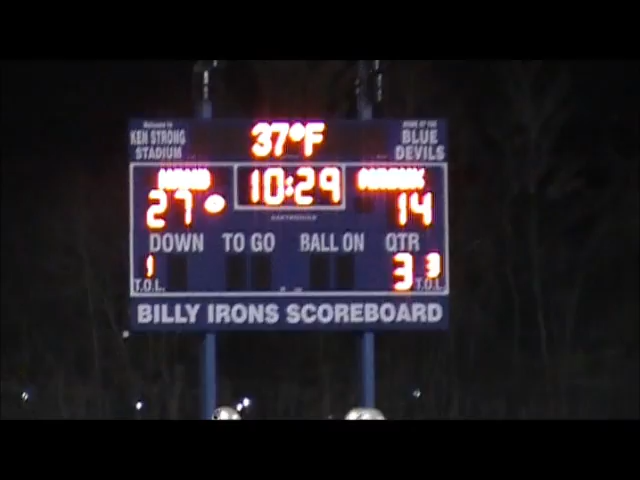 Welcome to
KEN STRONG
STADIUM
37°F
HOME OF THE
BLUE
DEVILS
10:29
27
14
DOWN TO GO BALL ON QTR
1
3
3
T.O.L.
T.O.L.
BILLY IRONS SCOREBOARD